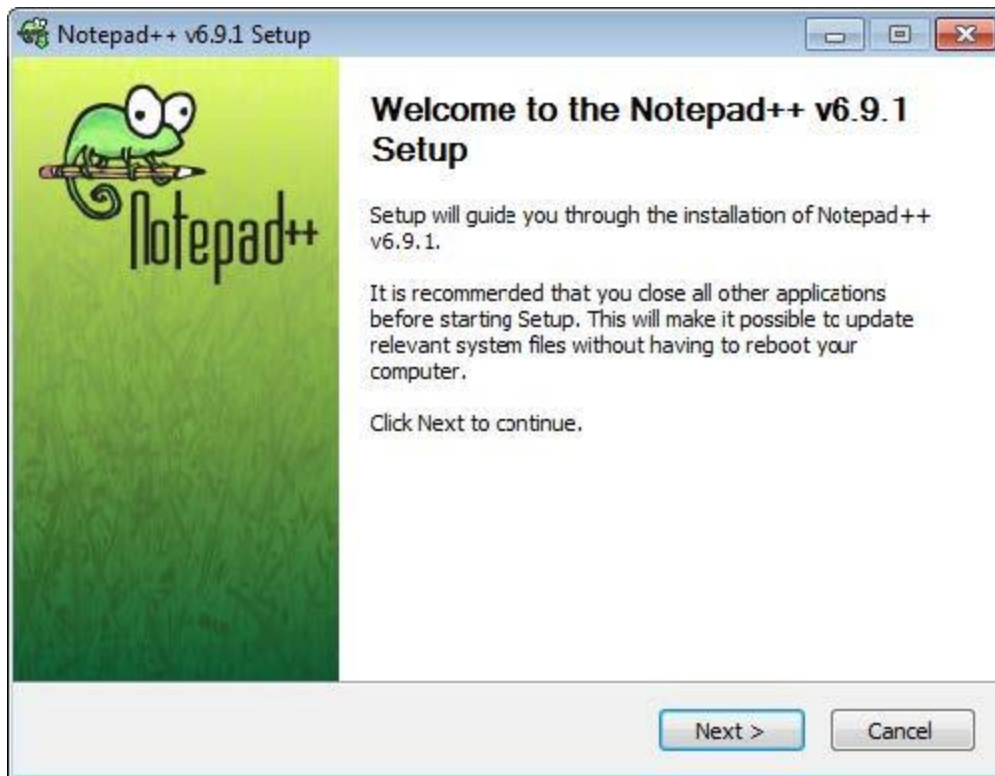 Notepad++ v6.9.1 Setup
Notepad++
Welcome to the Notepad++ v6.9.1
Setup
Setup will guide you through the installation of Notepad++
v6.9.1.
It is recommended that you close all other applications
before starting Setup. This will make it possible to update
relevant system files without having to reboot your
computer.
Click Next to continue.
Next >
Cancel